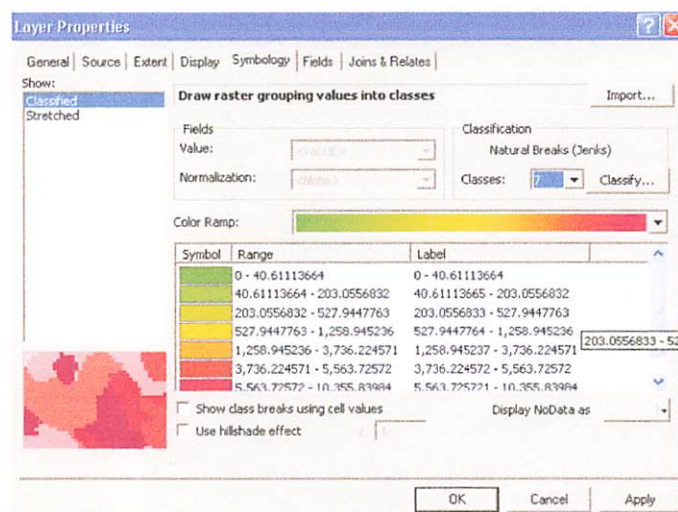 Layer Properties
General Source Extent Display Symbology Fields Joins & Relates
Show:
Classified
Stretched
Draw raster grouping values into classes
Import...
Fields
Value: <VALUE>
Normalization: <None>
Classification
Natural Breaks (Jenks)
Classes: 7 Classify...
Color Ramp:
Symbol Range Label
0 - 40.61113664 0 - 40.61113664
40.61113664 - 203.0556832 40.61113665 - 203.0556832
203.0556832 - 527.9447763 203.0556833 - 527.9447763
527.9447763 - 1,258.945236 527.9447764 - 1,258.945236
203.0556833 - 52
1,258.945236 - 3,736.224571 1,258.945237 - 3,736.224571
3,736.224571 - 5,563.72572 3,736.224572 - 5,563.72572
5,563.72572 - 10,355.83984 5,563.725721 - 10,355.83984
Show class breaks using cell values
Display NoData as
Use hillshade effect
OK Cancel Apply